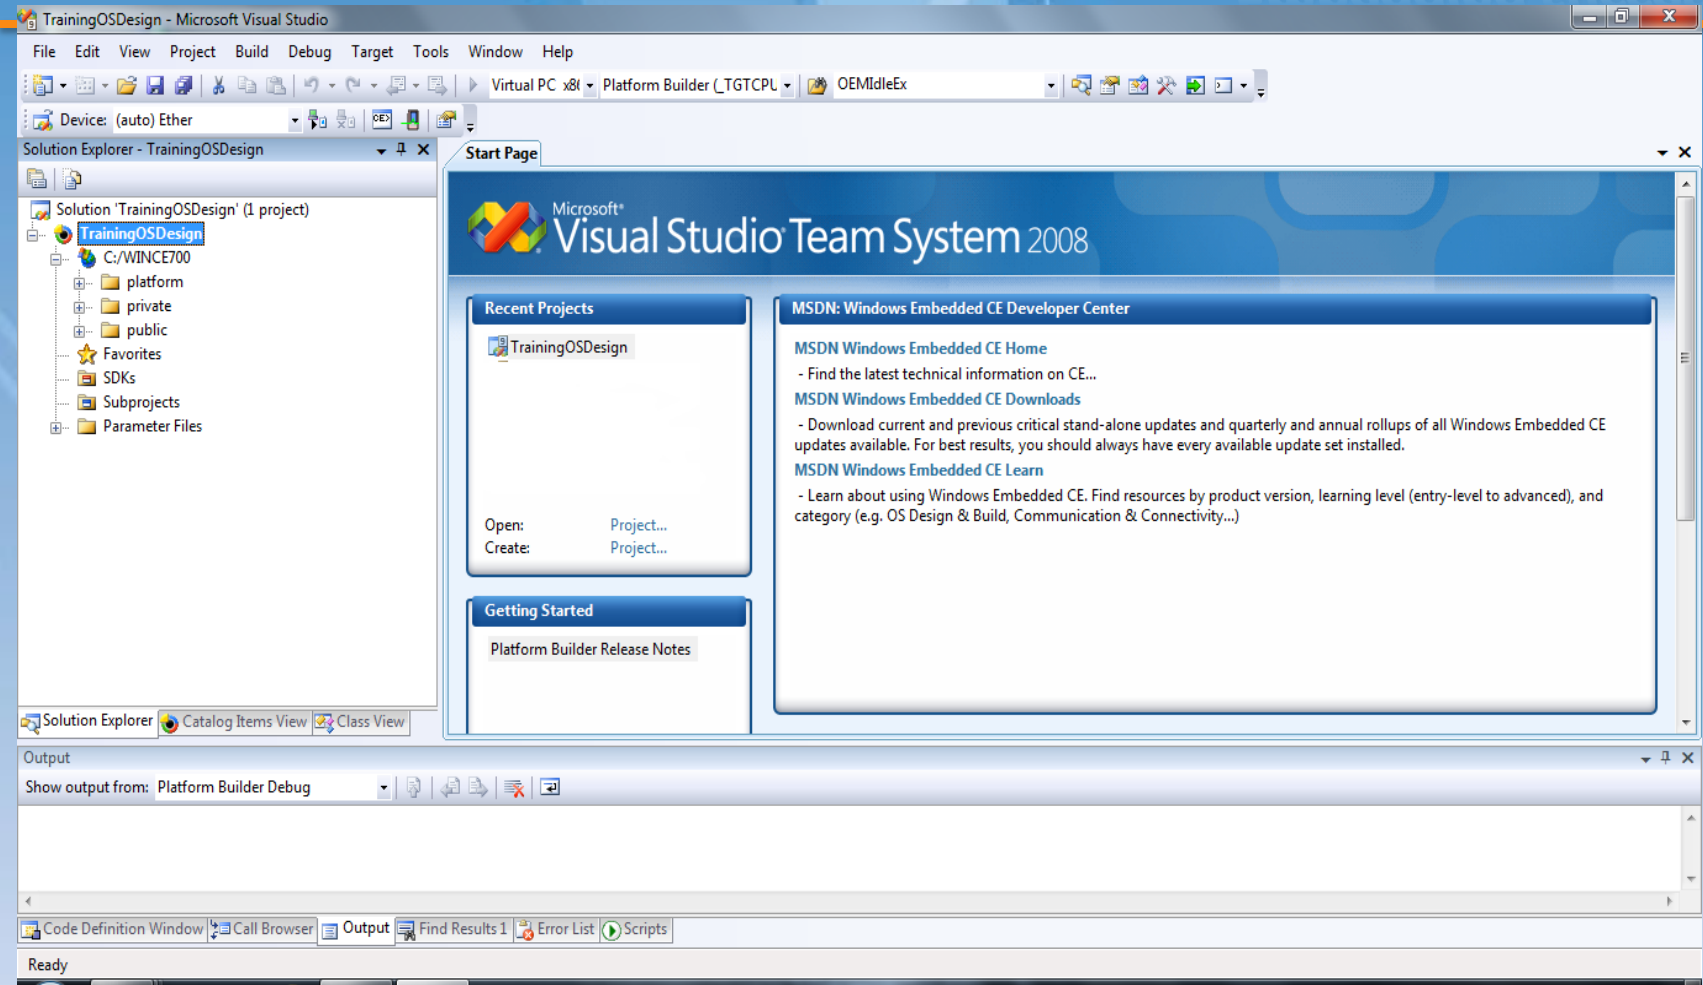 TrainingOSDesign - Microsoft Visual Studio
File Edit View Project Build Debug Target Tools Window Help
Virtual PC x8 Platform Builder (_TGTCPU OEMIdleEx
Device: (auto) Ether
Solution Explorer - TrainingOSDesign
Solution 'TrainingOSDesign' (1 project)
TrainingOSDesign
C:/WINCE700
platform
private
public
Favorites
SDKs
Subprojects
Parameter Files
Solution Explorer Catalog Items View Class View
Start Page
Microsoft®
Visual Studio Team System 2008
Recent Projects
TrainingOSDesign
Open: Project...
Create: Project...
Getting Started
Platform Builder Release Notes
MSDN: Windows Embedded CE Developer Center
MSDN Windows Embedded CE Home
- Find the latest technical information on CE...
MSDN Windows Embedded CE Downloads
- Download current and previous critical stand-alone updates and quarterly and annual rollups of all Windows Embedded CE
updates available. For best results, you should always have every available update set installed.
MSDN Windows Embedded CE Learn
- Learn about using Windows Embedded CE. Find resources by product version, learning level (entry-level to advanced), and
category (e.g. OS Design & Build, Communication & Connectivity...)
Output
Show output from: Platform Builder Debug
Code Definition Window Call Browser Output Find Results 1 Error List Scripts
Ready